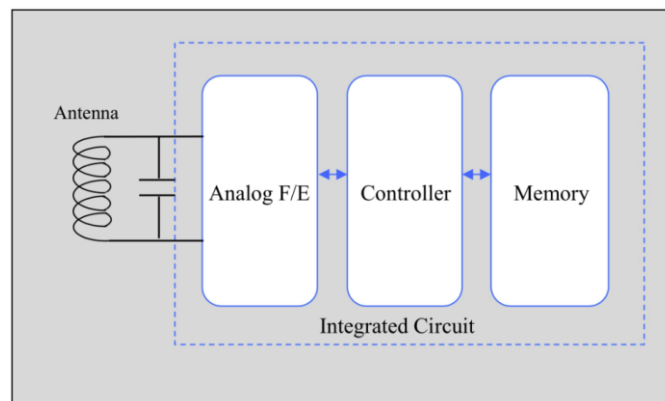 Antenna
Analog F/E
Controller
Memory
Integrated Circuit